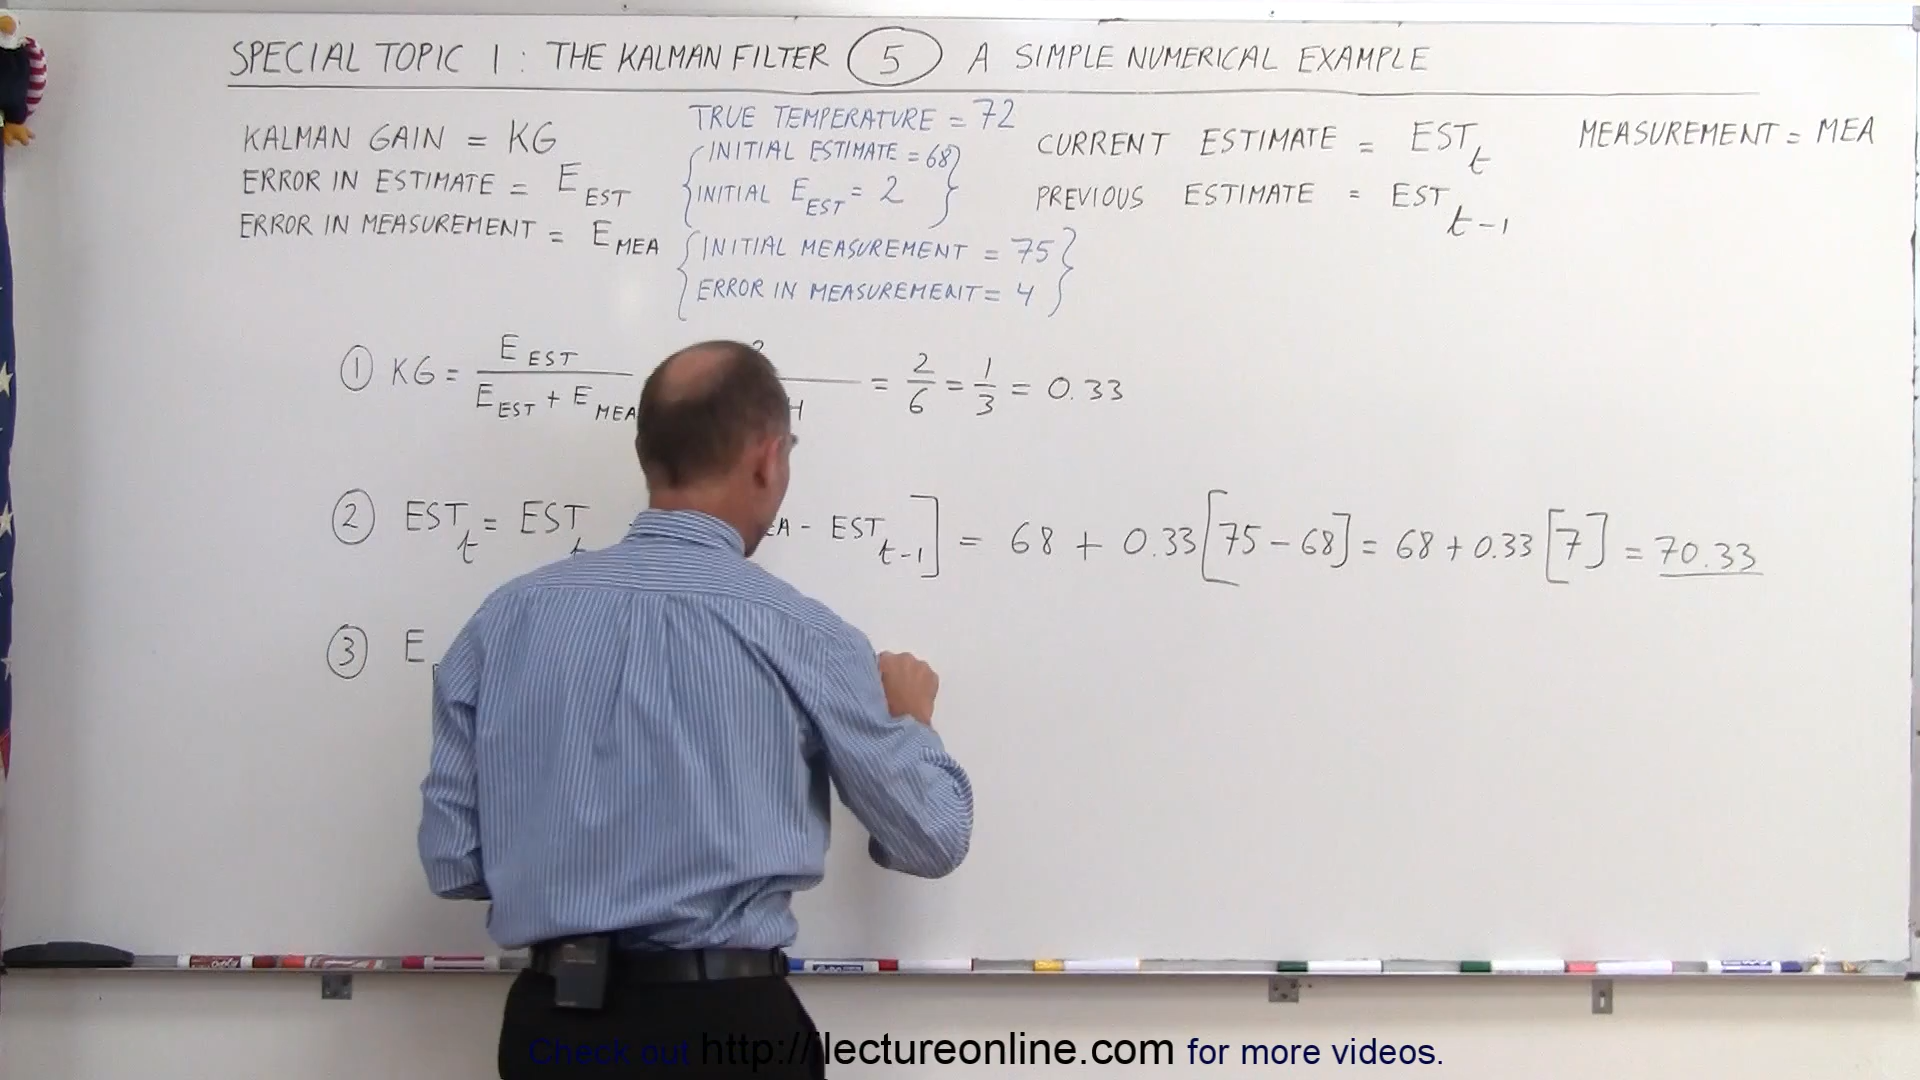 SPECIAL TOPIC 1 : THE KALMAN FILTER (5) A SIMPLE NUMERICAL EXAMPLE
KALMAN GAIN = KG
ERROR IN ESTIMATE = E EST
ERROR IN MEASUREMENT = E MEA
TRUE TEMPERATURE = 72
{ INITIAL ESTIMATE = 68
INITIAL E EST = 2 }
{ INITIAL MEASUREMENT = 75
ERROR IN MEASUREMENT = 4 }
CURRENT ESTIMATE = EST t
PREVIOUS ESTIMATE = EST t-1
MEASUREMENT = MEA
① KG = E EST / E EST + E MEA = 2/6 = 1/3 = 0.33
② EST t = EST t - EST t-1 ] = 68 + 0.33 [75 - 68] = 68 + 0.33 [7] = 70.33
③ E
Check out http://lectureonline.com for more videos.